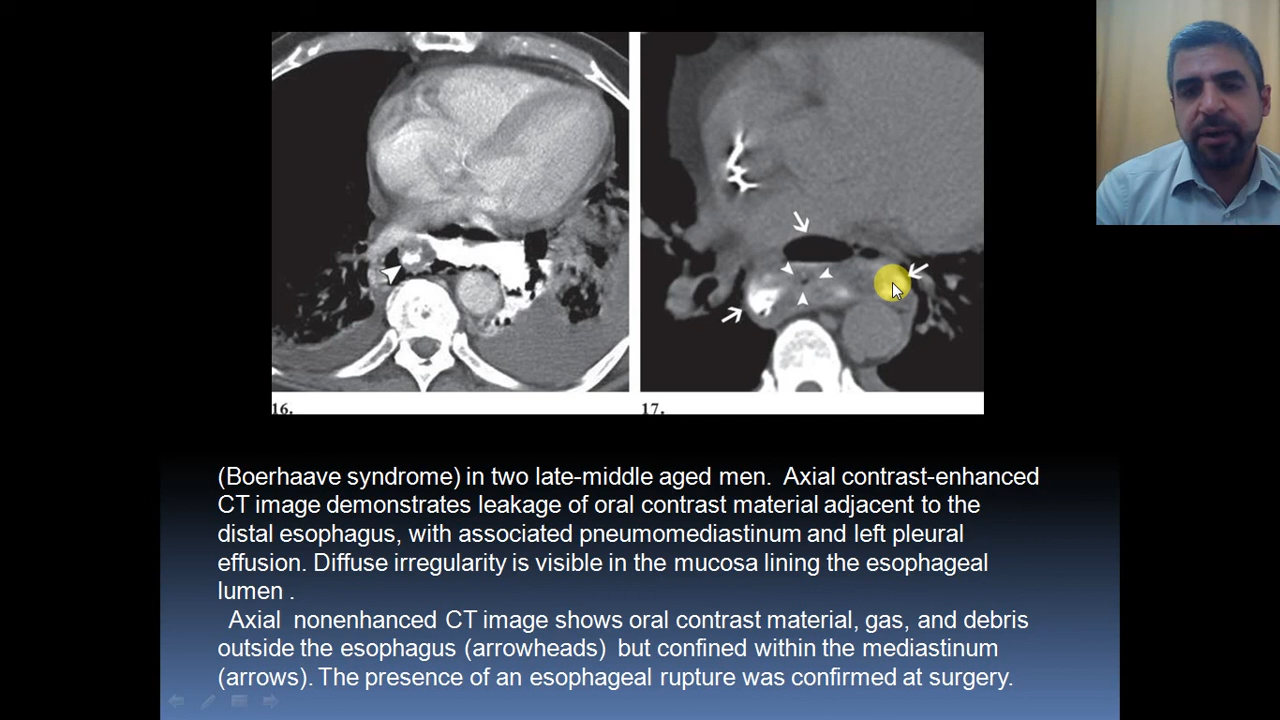 16.
17.
(Boerhaave syndrome) in two late-middle aged men. Axial contrast-enhanced
CT image demonstrates leakage of oral contrast material adjacent to the
distal esophagus, with associated pneumomediastinum and left pleural
effusion. Diffuse irregularity is visible in the mucosa lining the esophageal
lumen .
Axial nonenhanced CT image shows oral contrast material, gas, and debris
outside the esophagus (arrowheads) but confined within the mediastinum
(arrows). The presence of an esophageal rupture was confirmed at surgery.